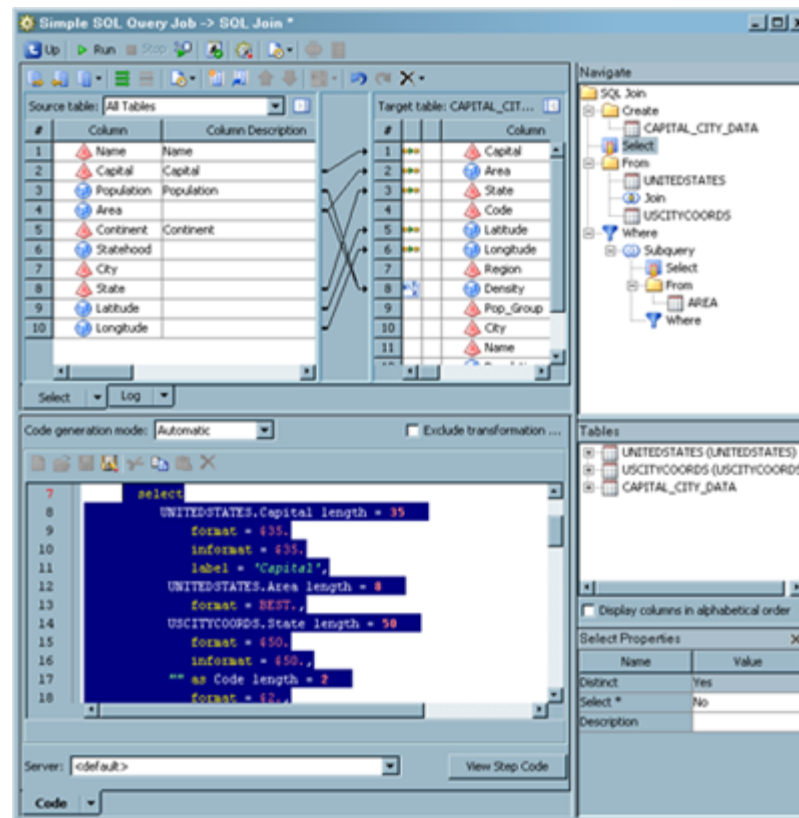 Simple SQL Query Job -> SQL Join *
Up Run Stop
Source table: All Tables
# Column Column Description
1 Name Name
2 Capital Capital
3 Population Population
4 Area
5 Continent Continent
6 Statehood
7 City
8 State
9 Latitude
10 Longitude
Target table: CAPITAL_CIT...
# Column
1 Capital
2 Area
3 State
4 Code
5 Latitude
6 Longitude
7 Region
8 Density
9 Pop_Group
10 City
11 Name
Select Log
Navigate
SQL Join
Create
CAPITAL_CITY_DATA
Select
From
UNITEDSTATES
Join
USCITYCOORDS
Where
Subquery
Select
From
AREA
Where
Code generation mode: Automatic
Exclude transformation ...
7 select
8 UNITEDSTATES.Capital length = 35
9 format = $35.
10 informat = $35.
11 label = 'Capital',
12 UNITEDSTATES.Area length = 8
13 format = BEST.,
14 USCITYCOORDS.State length = 50
15 format = $50.
16 informat = $50.,
17 "" as Code length = 2
18 format = $2.,
Server: <default>
View Step Code
Code
Tables
UNITEDSTATES (UNITEDSTATES)
USCITYCOORDS (USCITYCOORDS
CAPITAL_CITY_DATA
Display columns in alphabetical order
Select Properties
Name Value
Distinct Yes
Select * No
Description